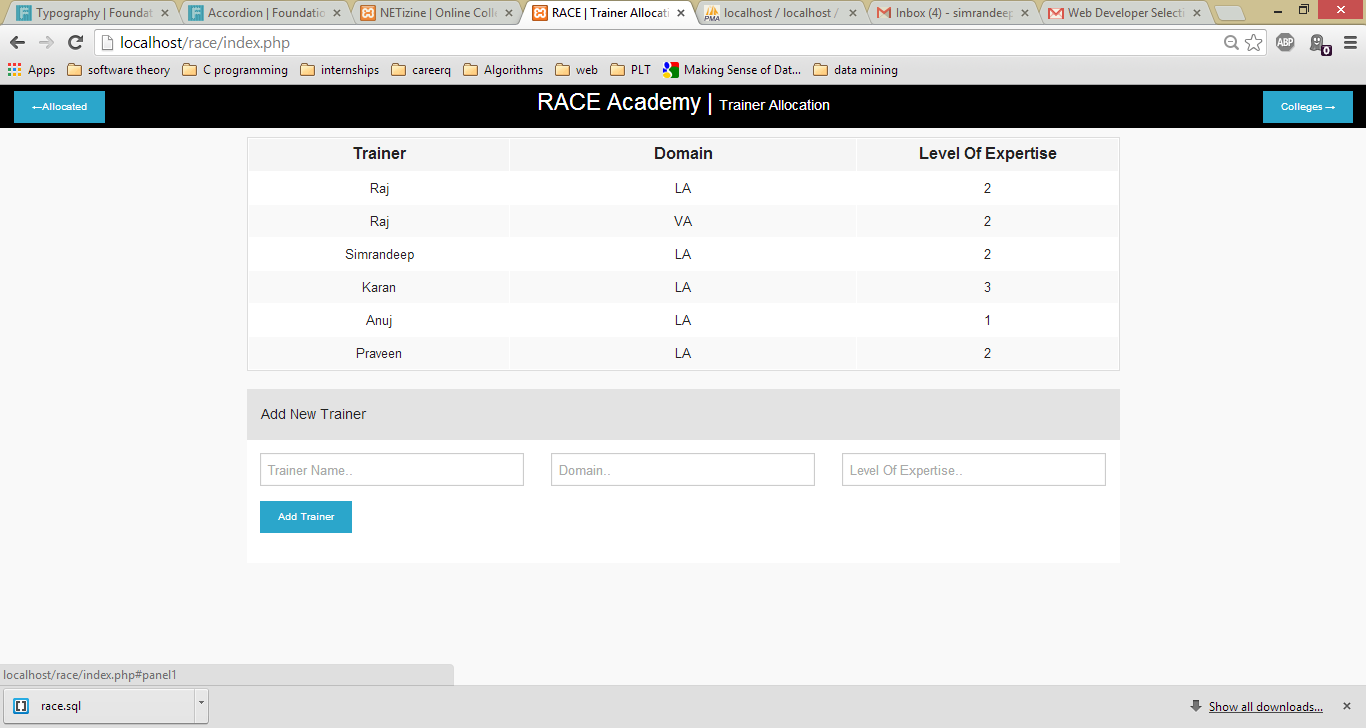 Typography | Foundat Accordion | Foundatio NETizine | Online Colle RACE | Trainer Allocati localhost / localhost / Inbox (4) - simrandeep Web Developer Selecti
localhost/race/index.php ABP 0
Apps software theory C programming internships careerq Algorithms web PLT Making Sense of Dat... data mining
←Allocated RACE Academy | Trainer Allocation Colleges →
Trainer Domain Level Of Expertise
Raj LA 2
Raj VA 2
Simrandeep LA 2
Karan LA 3
Anuj LA 1
Praveen LA 2
Add New Trainer
Trainer Name.. Domain.. Level Of Expertise..
Add Trainer
localhost/race/index.php#panel1
race.sql Show all downloads...